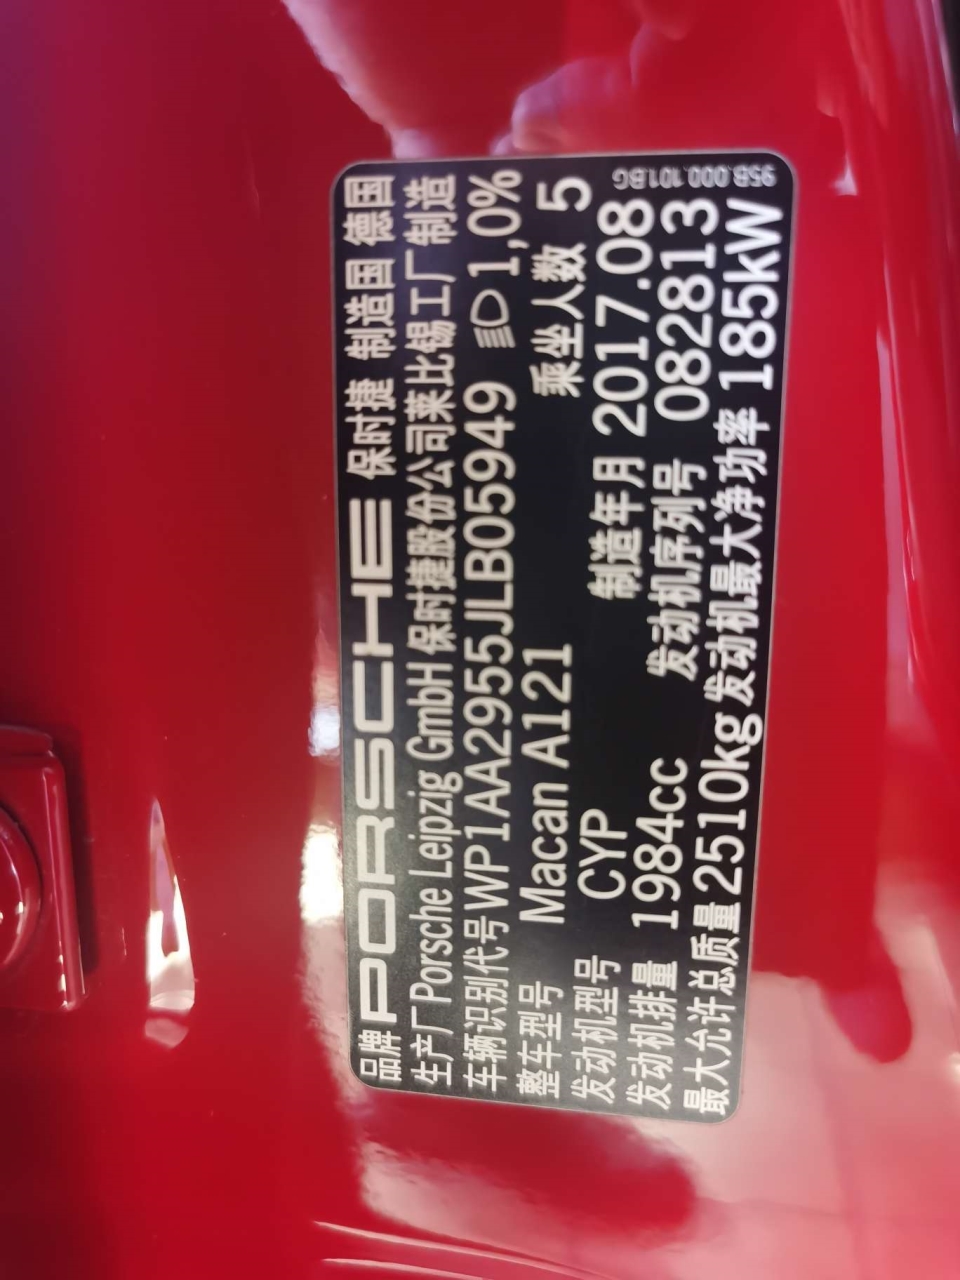 品牌 PORSCHE 保时捷 制造国 德国
生产厂 Porsche Leipzig GmbH 保时捷股份公司莱比锡工厂 制造
车辆识别代号 WP1AA2955JLB05949 1,0%
整车型号 Macan A121 乘坐人数 5
发动机型号 CYP 制造年月 2017.08
发动机排量 1984cc 发动机序列号 082813
最大允许总质量 2510kg 发动机最大净功率 185kW
95B.000.101.BG